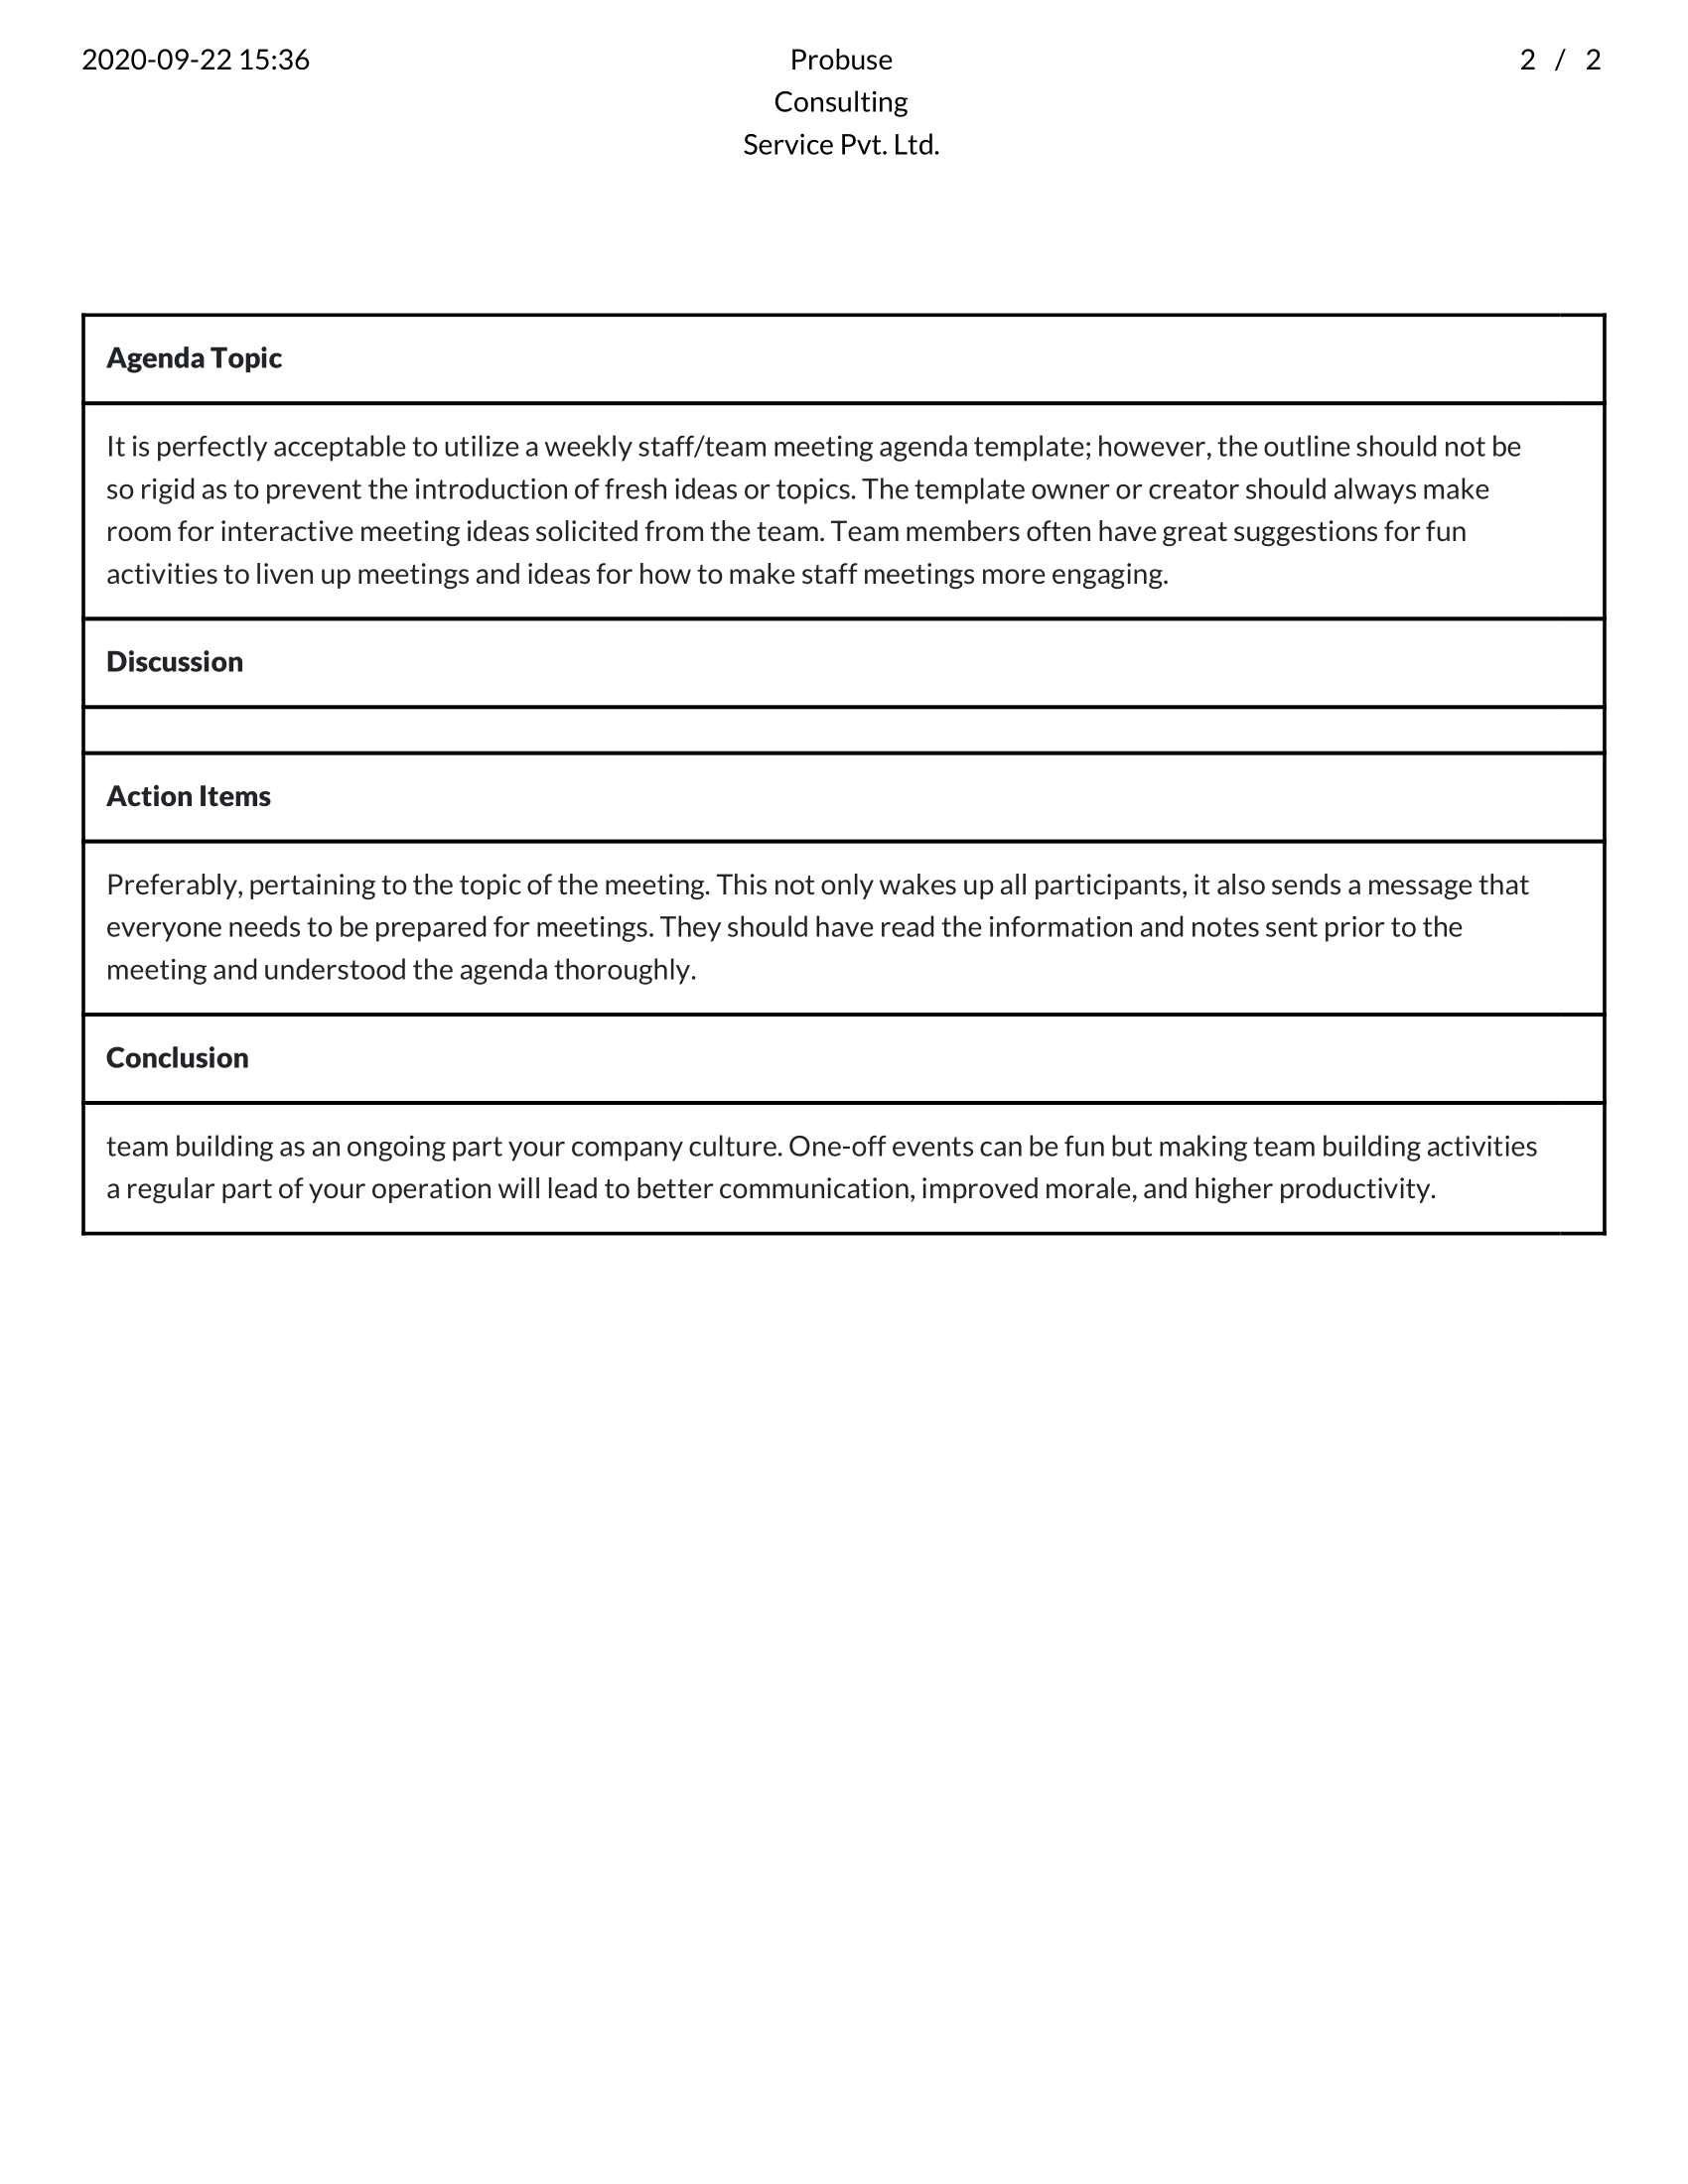 2020-09-22 15:36
Probuse
Consulting
Service Pvt. Ltd.
2 / 2
Agenda Topic
It is perfectly acceptable to utilize a weekly staff/team meeting agenda template; however, the outline should not be
so rigid as to prevent the introduction of fresh ideas or topics. The template owner or creator should always make
room for interactive meeting ideas solicited from the team. Team members often have great suggestions for fun
activities to liven up meetings and ideas for how to make staff meetings more engaging.
Discussion
Action Items
Preferably, pertaining to the topic of the meeting. This not only wakes up all participants, it also sends a message that
everyone needs to be prepared for meetings. They should have read the information and notes sent prior to the
meeting and understood the agenda thoroughly.
Conclusion
team building as an ongoing part your company culture. One-off events can be fun but making team building activities
a regular part of your operation will lead to better communication, improved morale, and higher productivity.